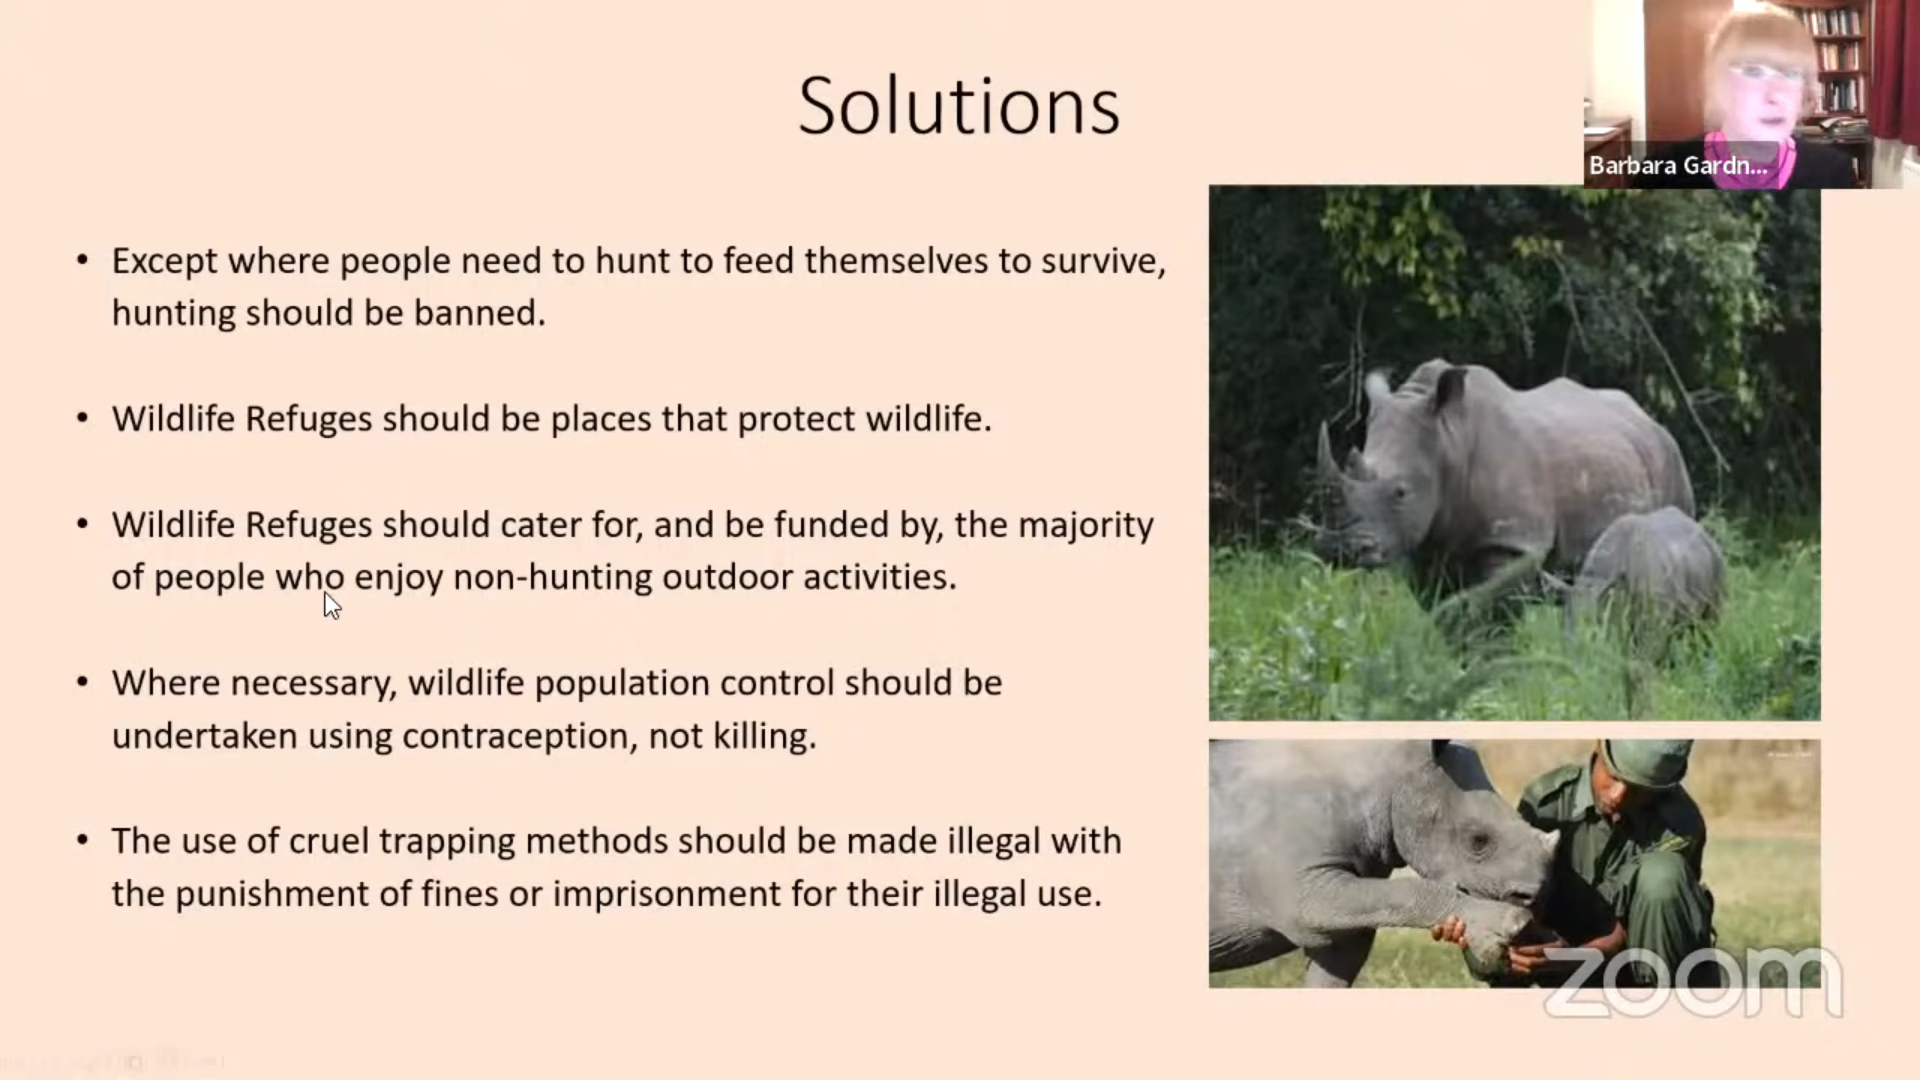 Solutions
Barbara Gardn...
• Except where people need to hunt to feed themselves to survive,
hunting should be banned.
• Wildlife Refuges should be places that protect wildlife.
• Wildlife Refuges should cater for, and be funded by, the majority
of people who enjoy non-hunting outdoor activities.
• Where necessary, wildlife population control should be
undertaken using contraception, not killing.
• The use of cruel trapping methods should be made illegal with
the punishment of fines or imprisonment for their illegal use.
zoom